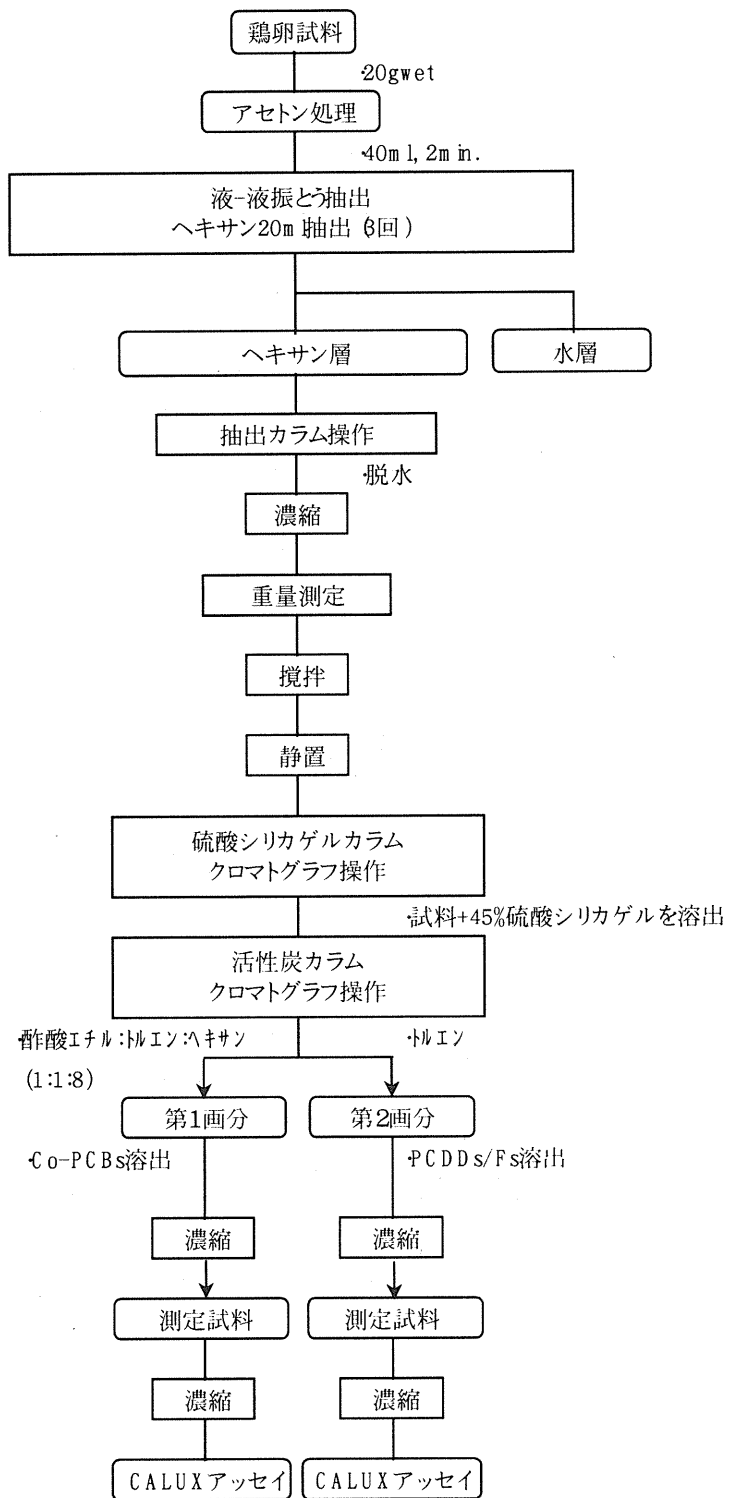 鶏卵試料
・20gwet
アセトン処理
・40ml, 2min.
液-液振とう抽出
ヘキサン20ml抽出(3回)
ヘキサン層
水層
抽出カラム操作
・脱水
濃縮
重量測定
攪拌
静置
硫酸シリカゲルカラム
クロマトグラフ操作
・試料+45%硫酸シリカゲルを溶出
活性炭カラム
クロマトグラフ操作
・酢酸エチル:トルエン:ヘキサン
(1:1:8)
・トルエン
第1画分
第2画分
・Co-PCBs溶出
・PCDDs/Fs溶出
濃縮
濃縮
測定試料
測定試料
濃縮
濃縮
CALUXアッセイ
CALUXアッセイ